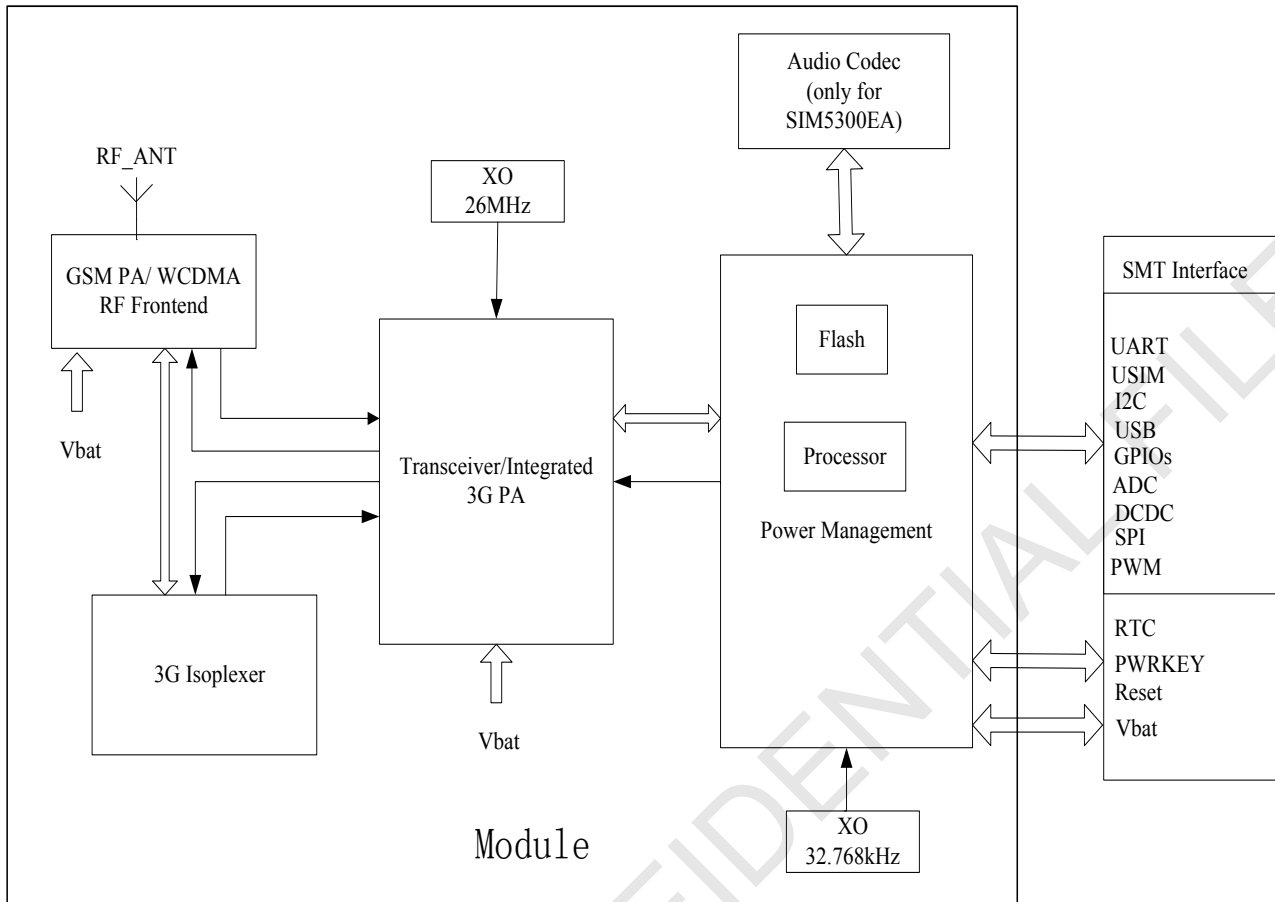 Audio Codec
(only for
SIM5300EA)
RF_ANT
XO
26MHz
GSM PA/ WCDMA
RF Frontend
SMT Interface
Flash
UART
USIM
I2C
USB
GPIOs
ADC
DCDC
SPI
PWM
Vbat
Processor
Transceiver/Integrated
3G PA
Power Management
RTC
PWRKEY
Reset
Vbat
3G Isoplexer
Vbat
XO
32.768kHz
Module
FIDENTIAL FILE